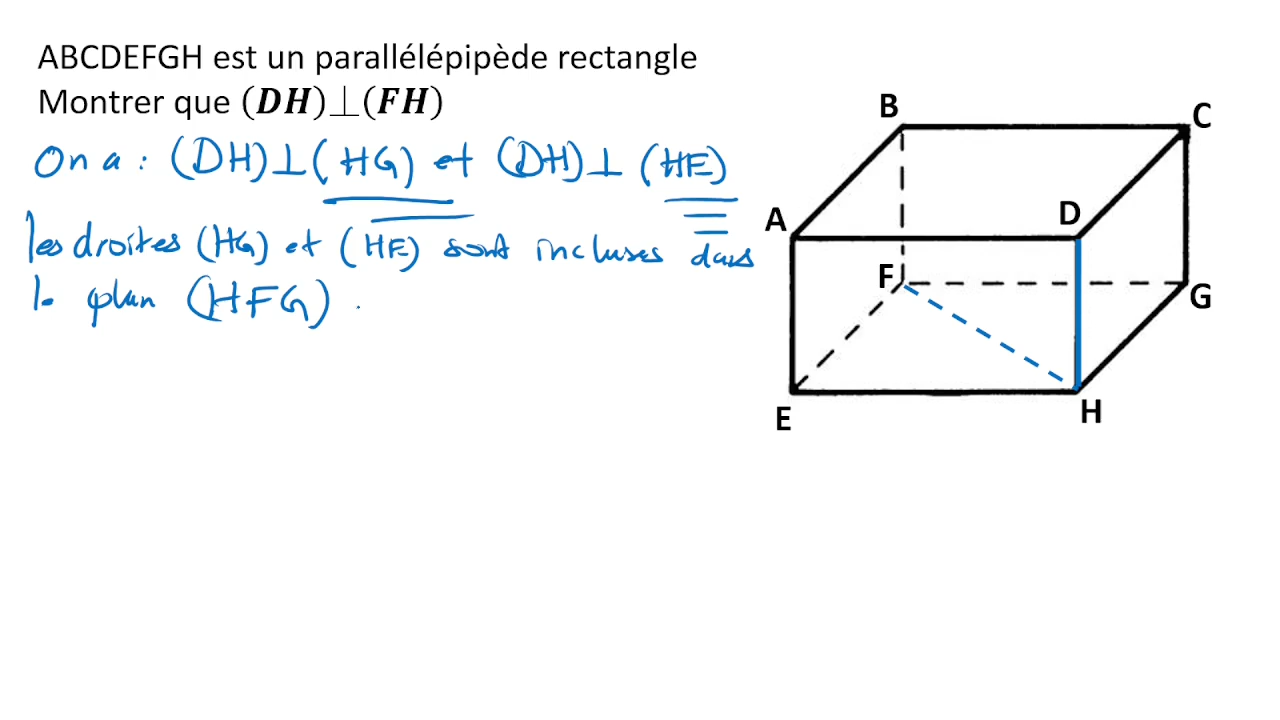 ABCDEFGH est un parallélépipède rectangle
Montrer que (DH)⊥(FH)
On a : (DH)⊥(HG) et (DH)⊥ (HE)
les droites (HG) et (HE) sont incluses dans
le plan (HFG) .
B
C
A
D
F
G
E
H